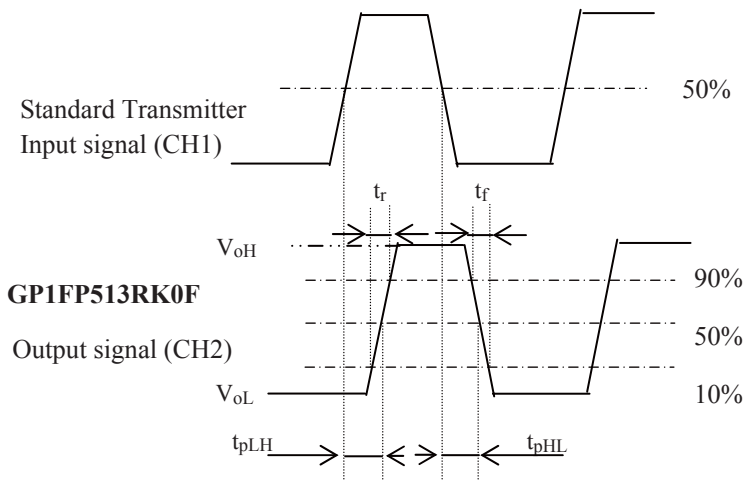 50%
Standard Transmitter
Input signal (CH1)
tr
tf
VoH
GP1FP513RK0F
90%
50%
Output signal (CH2)
VoL
10%
tpLH
tpHL